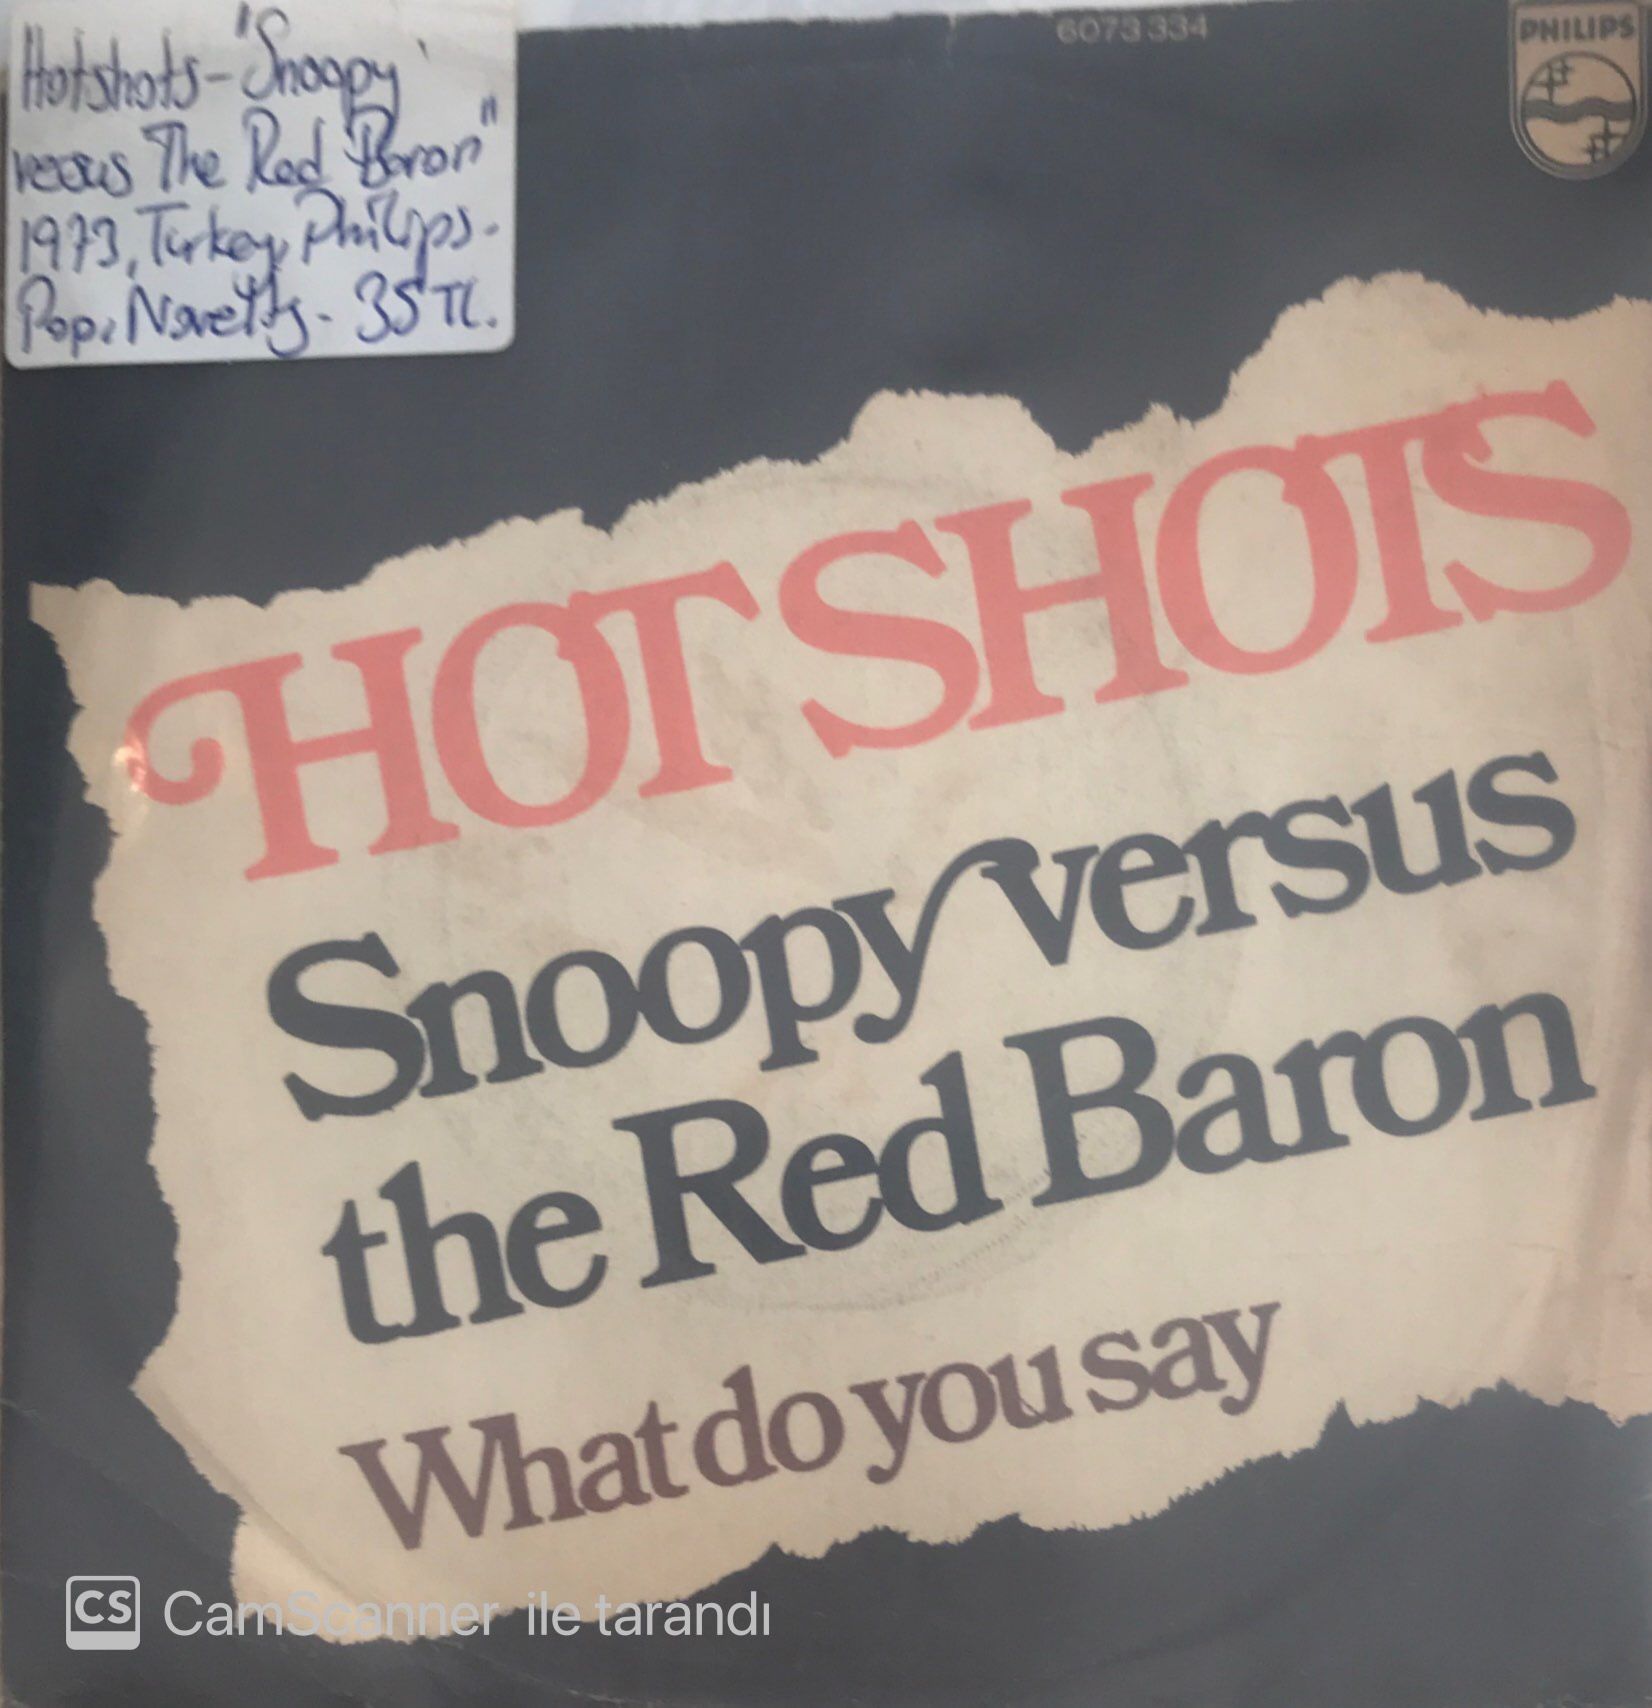 Hotshots - "Snoopy
versus The Red Baron"
1973, Turkey, Philips -
Pop, Novelty - 35 TL.
6073 334
PHILIPS
HOT SHOTS
Snoopy versus
the Red Baron
What do you say
CS CamScanner ile tarandı